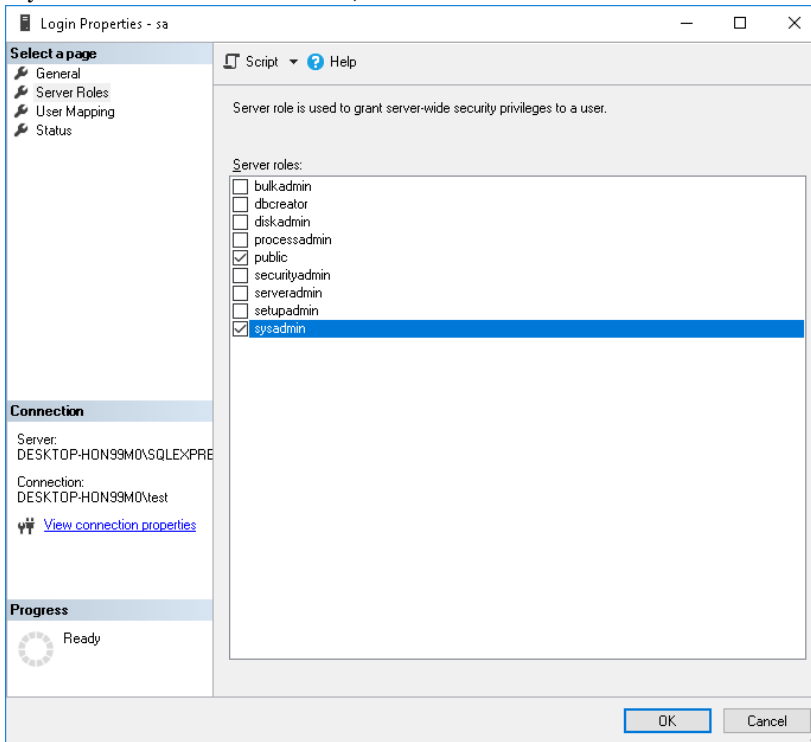 Login Properties - sa
Select a page
General
Server Roles
User Mapping
Status
Script
Help
Server role is used to grant server-wide security privileges to a user.
Server roles:
bulkadmin
dbcreator
diskadmin
processadmin
public
securityadmin
serveradmin
setupadmin
sysadmin
Connection
Server:
DESKTOP-HON99M0\SQLEXPRE
Connection:
DESKTOP-HON99M0\test
View connection properties
Progress
Ready
OK
Cancel